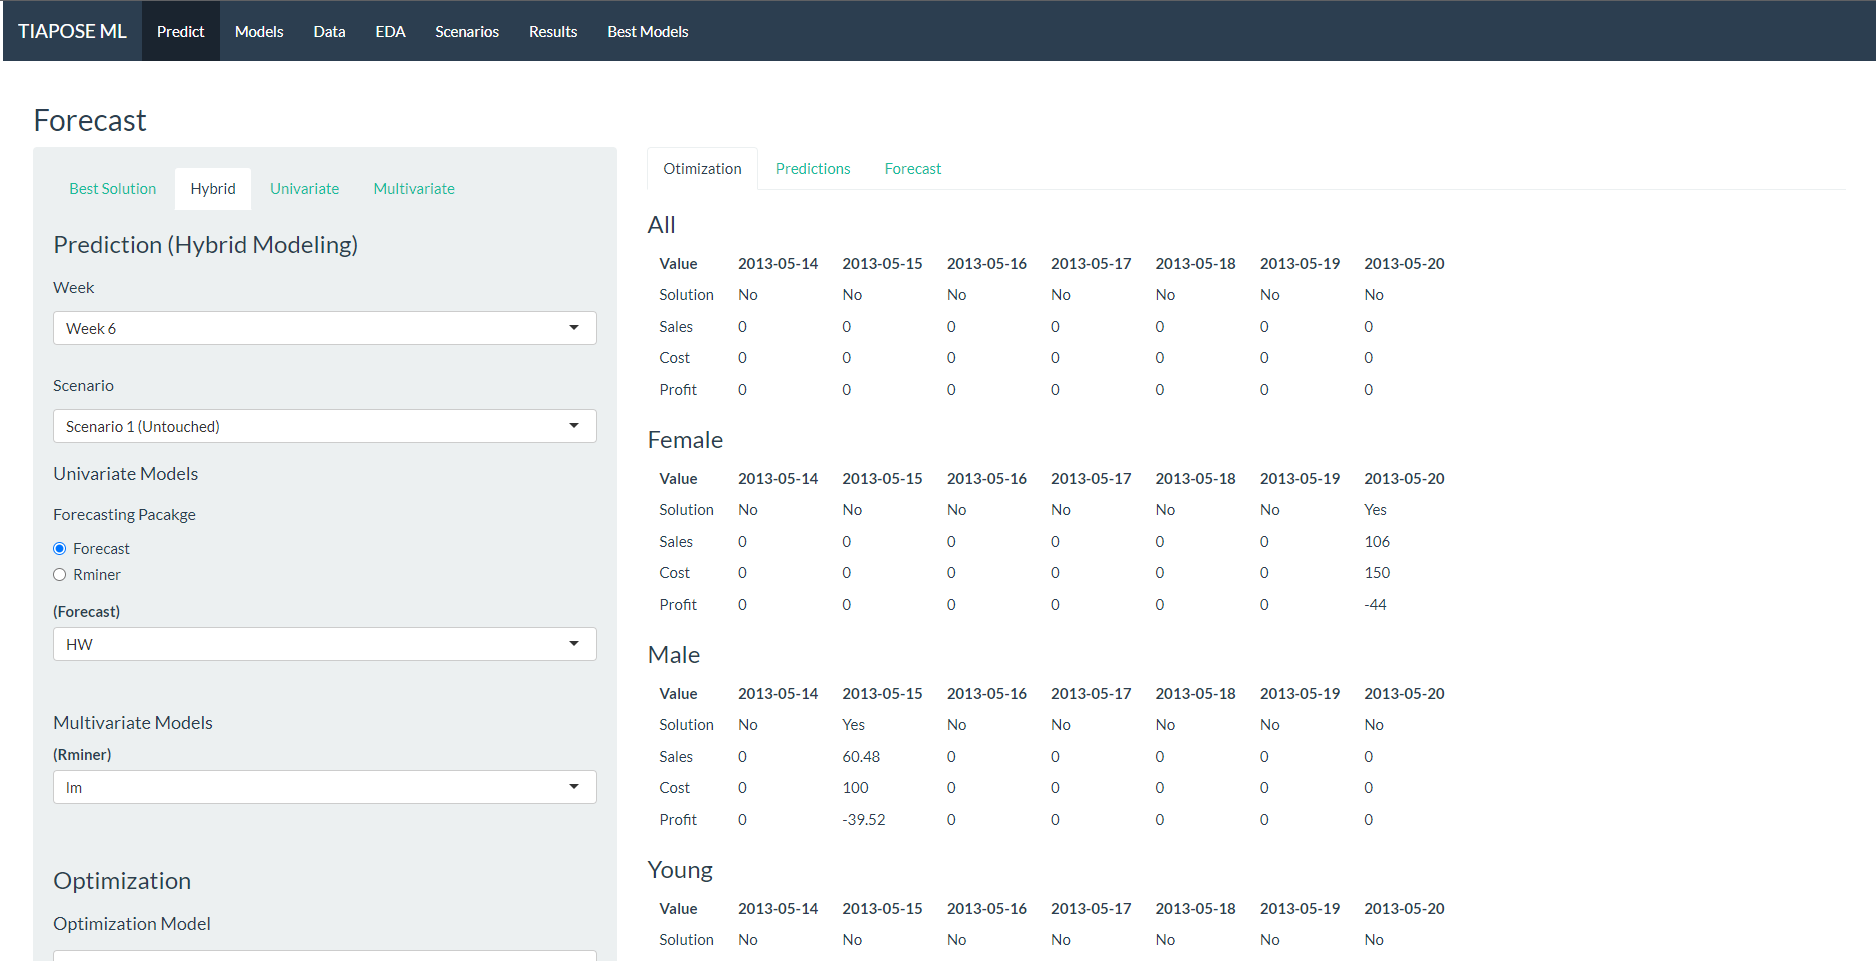 TIAPOSE ML Predict Models Data EDA Scenarios Results Best Models
Forecast
Best Solution Hybrid Univariate Multivariate
Prediction (Hybrid Modeling)
Week
Week 6
Scenario
Scenario 1 (Untouched)
Univariate Models
Forecasting Pacakge
Forecast
Rminer
(Forecast)
HW
Multivariate Models
(Rminer)
lm
Optimization
Optimization Model
Otimization Predictions Forecast
All
Value 2013-05-14 2013-05-15 2013-05-16 2013-05-17 2013-05-18 2013-05-19 2013-05-20
Solution No No No No No No No
Sales 0 0 0 0 0 0 0
Cost 0 0 0 0 0 0 0
Profit 0 0 0 0 0 0 0
Female
Value 2013-05-14 2013-05-15 2013-05-16 2013-05-17 2013-05-18 2013-05-19 2013-05-20
Solution No No No No No No Yes
Sales 0 0 0 0 0 0 106
Cost 0 0 0 0 0 0 150
Profit 0 0 0 0 0 0 -44
Male
Value 2013-05-14 2013-05-15 2013-05-16 2013-05-17 2013-05-18 2013-05-19 2013-05-20
Solution No Yes No No No No No
Sales 0 60.48 0 0 0 0 0
Cost 0 100 0 0 0 0 0
Profit 0 -39.52 0 0 0 0 0
Young
Value 2013-05-14 2013-05-15 2013-05-16 2013-05-17 2013-05-18 2013-05-19 2013-05-20
Solution No No No No No No No